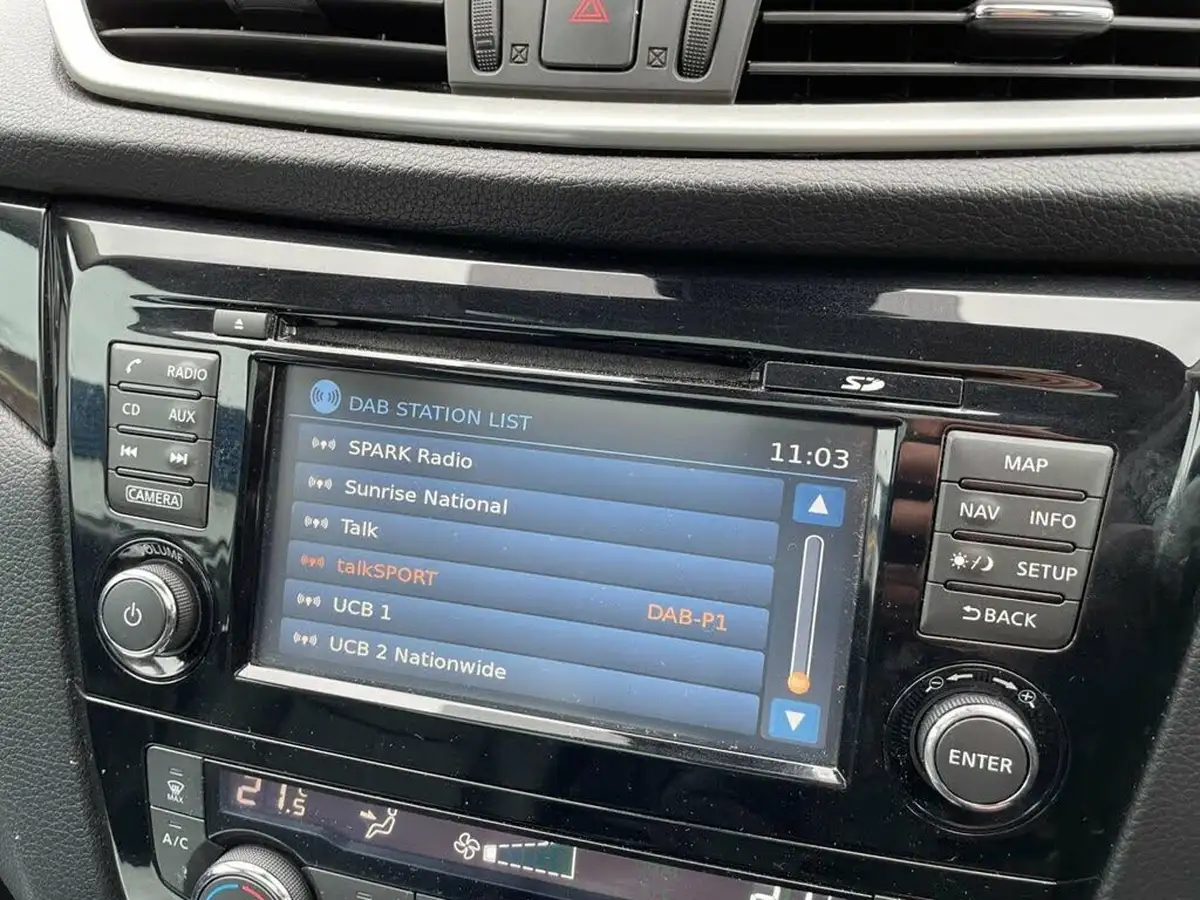 RADIO
CD AUX
CAMERA
VOLUME
SD
DAB STATION LIST
11:03
SPARK Radio
Sunrise National
Talk
talkSPORT
DAB-P1
UCB 1
UCB 2 Nationwide
MAP
NAV INFO
SETUP
BACK
ENTER
MAX
A/C
21.5